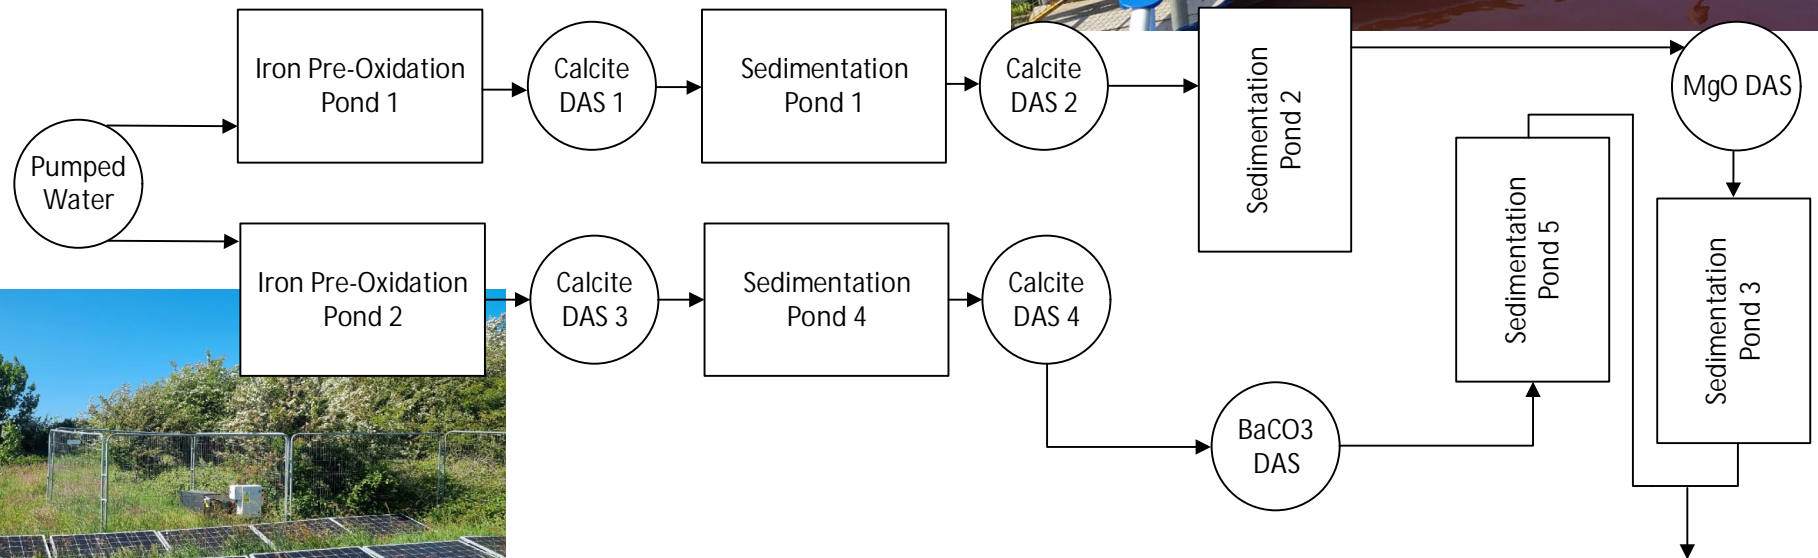 Iron Pre-Oxidation
Pond 1
Calcite
DAS 1
Sedimentation
Pond 1
Calcite
DAS 2
Sedimentation
Pond 2
MgO DAS
Pumped
Water
Iron Pre-Oxidation
Pond 2
Calcite
DAS 3
Sedimentation
Pond 4
Calcite
DAS 4
BaCO3
DAS
Sedimentation
Pond 5
Sedimentation
Pond 3